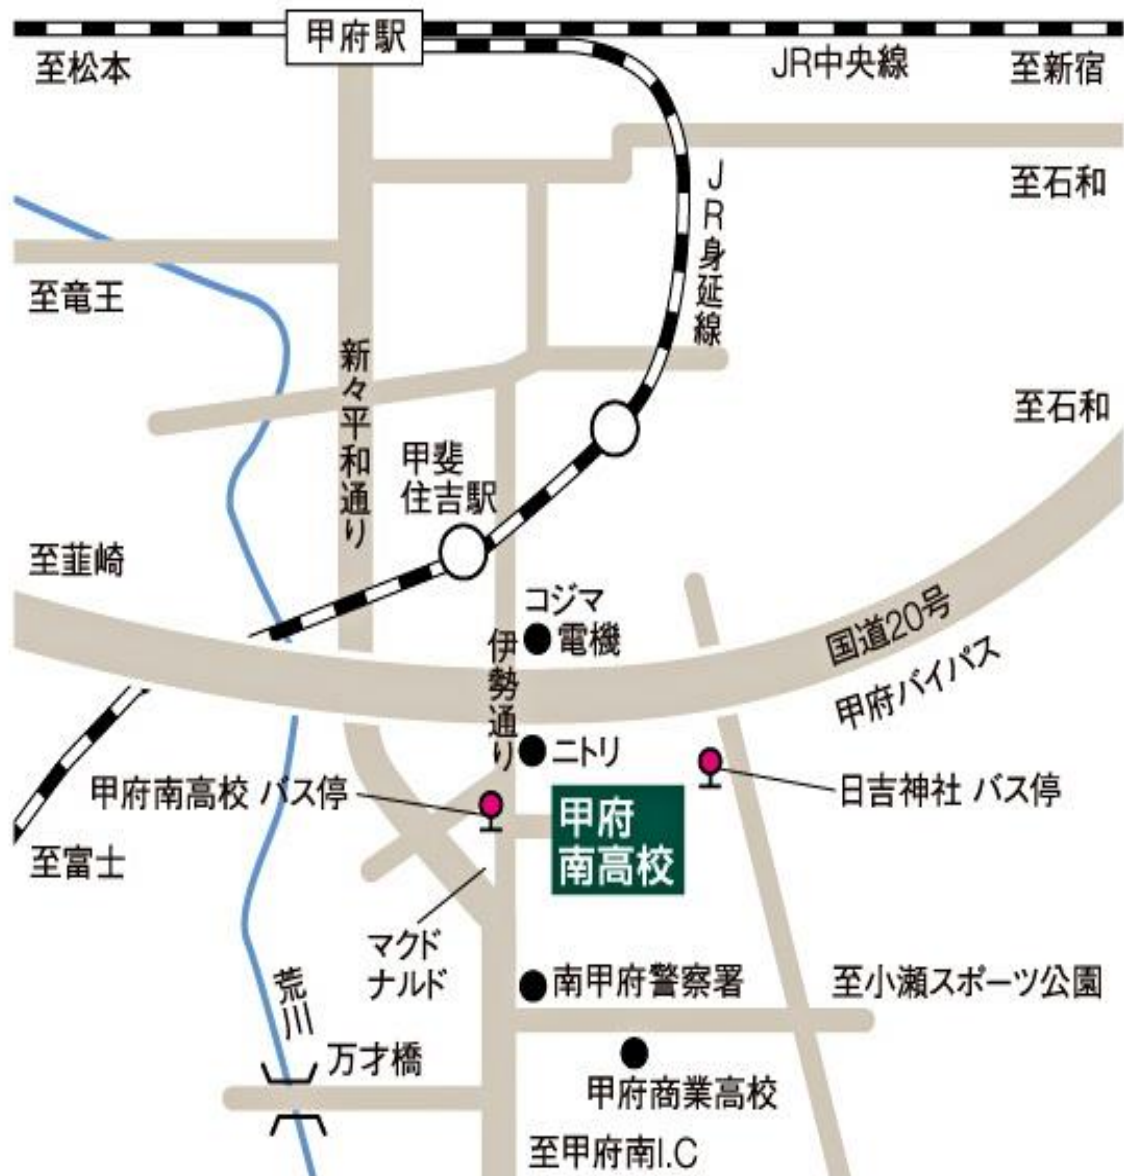 甲府駅
至松本
JR中央線
至新宿
至石和
JR身延線
至竜王
新々平和通り
至石和
甲斐
住吉駅
至韮崎
コジマ
電機
国道20号
甲府バイパス
伊勢通り
ニトリ
甲府南高校 バス停
日吉神社 バス停
甲府
南高校
至富士
マクド
ナルド
南甲府警察署
至小瀬スポーツ公園
荒川
万才橋
甲府商業高校
至甲府南I.C